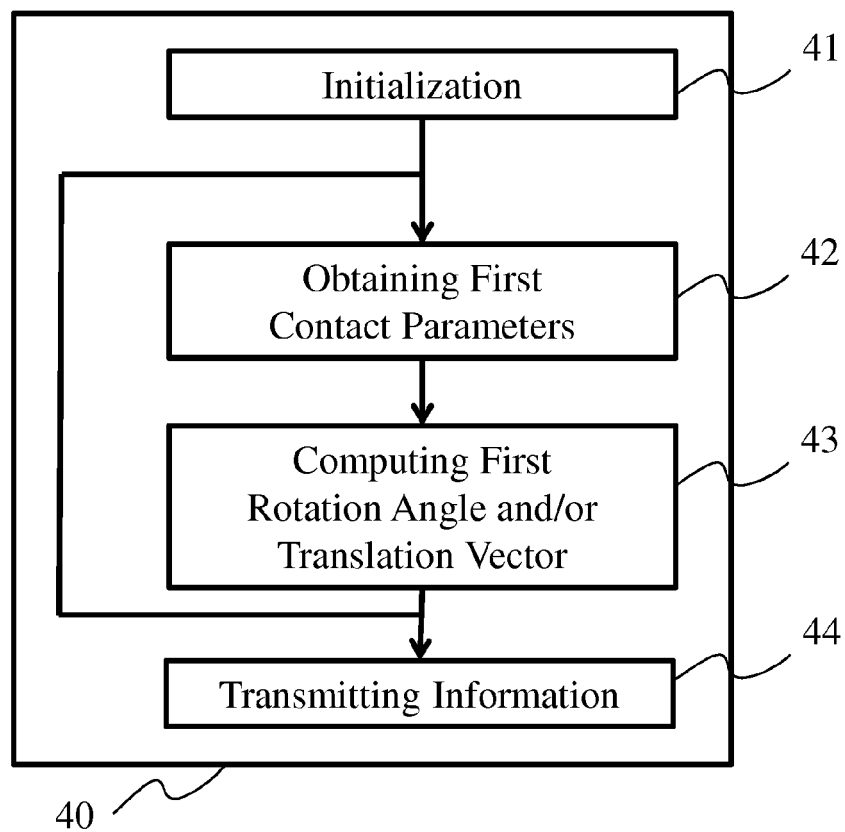 41
Initialization
42
Obtaining First
Contact Parameters
43
Computing First
Rotation Angle and/or
Translation Vector
44
Transmitting Information
40